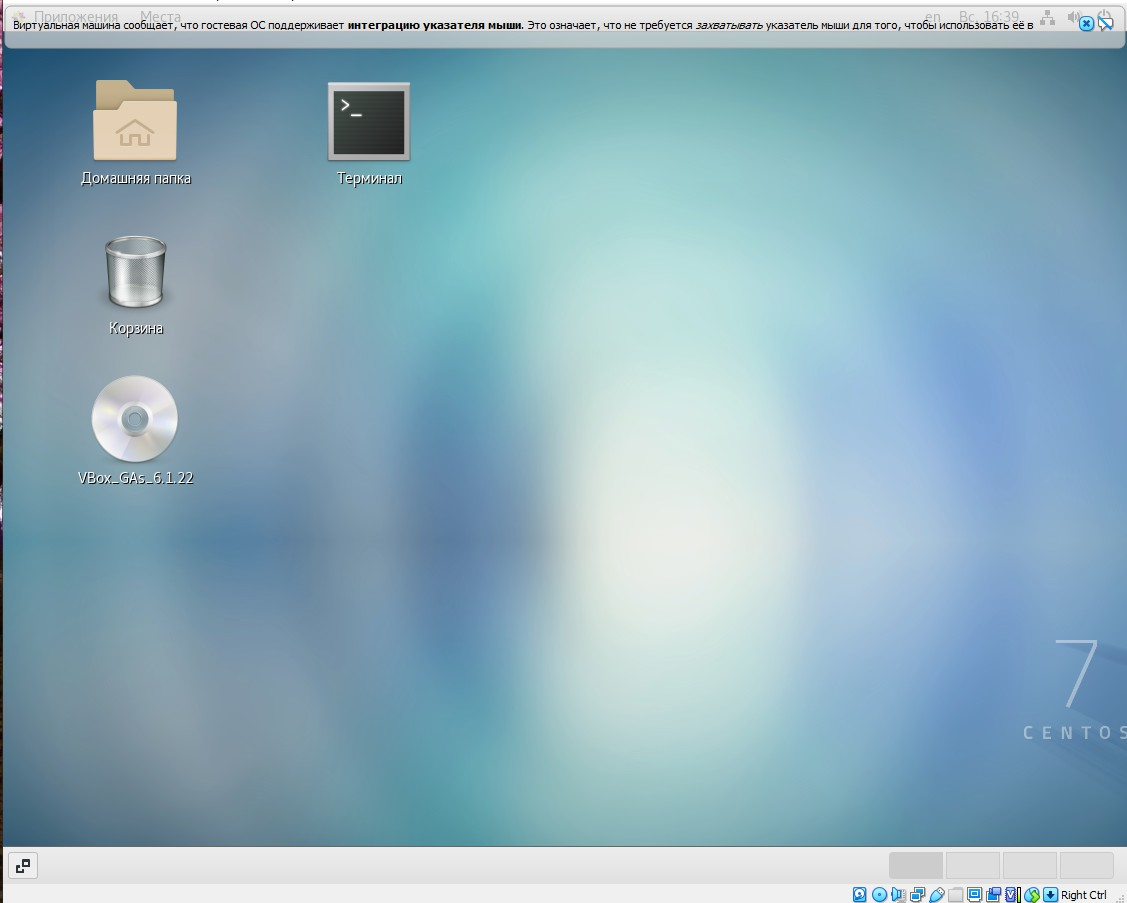 Приложения Места en Вс, 16:39
Виртуальная машина сообщает, что гостевая ОС поддерживает интеграцию указателя мыши. Это означает, что не требуется захватывать указатель мыши для того, чтобы использовать её в
Домашняя папка
Терминал
Корзина
VBox_GAs_6.1.22
7
CENTOS
Right Ctrl